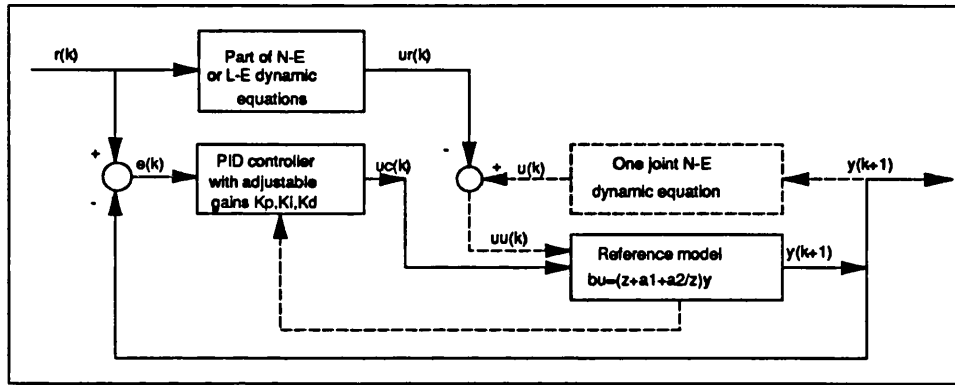 r(k)
Part of N-E
or L-E dynamic
equations
ur(k)
+
e(k)
-
PID controller
with adjustable
gains Kp,Ki,Kd
uc(k)
-
+
u(k)
One joint N-E
dynamic equation
y(k+1)
uu(k)
Reference model
bu=(z+a1+a2/z)y
y(k+1)